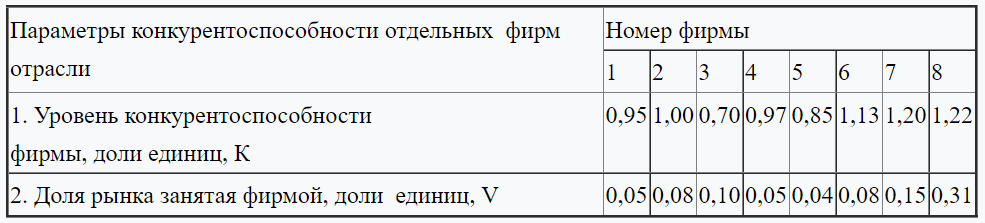 Параметры конкурентоспособности отдельных фирм
отрасли
Номер фирмы
1 2 3 4 5 6 7 8
1. Уровень конкурентоспособности
фирмы, доли единиц, К
0,95 1,00 0,70 0,97 0,85 1,13 1,20 1,22
2. Доля рынка занятая фирмой, доли единиц, V 0,05 0,08 0,10 0,05 0,04 0,08 0,15 0,31